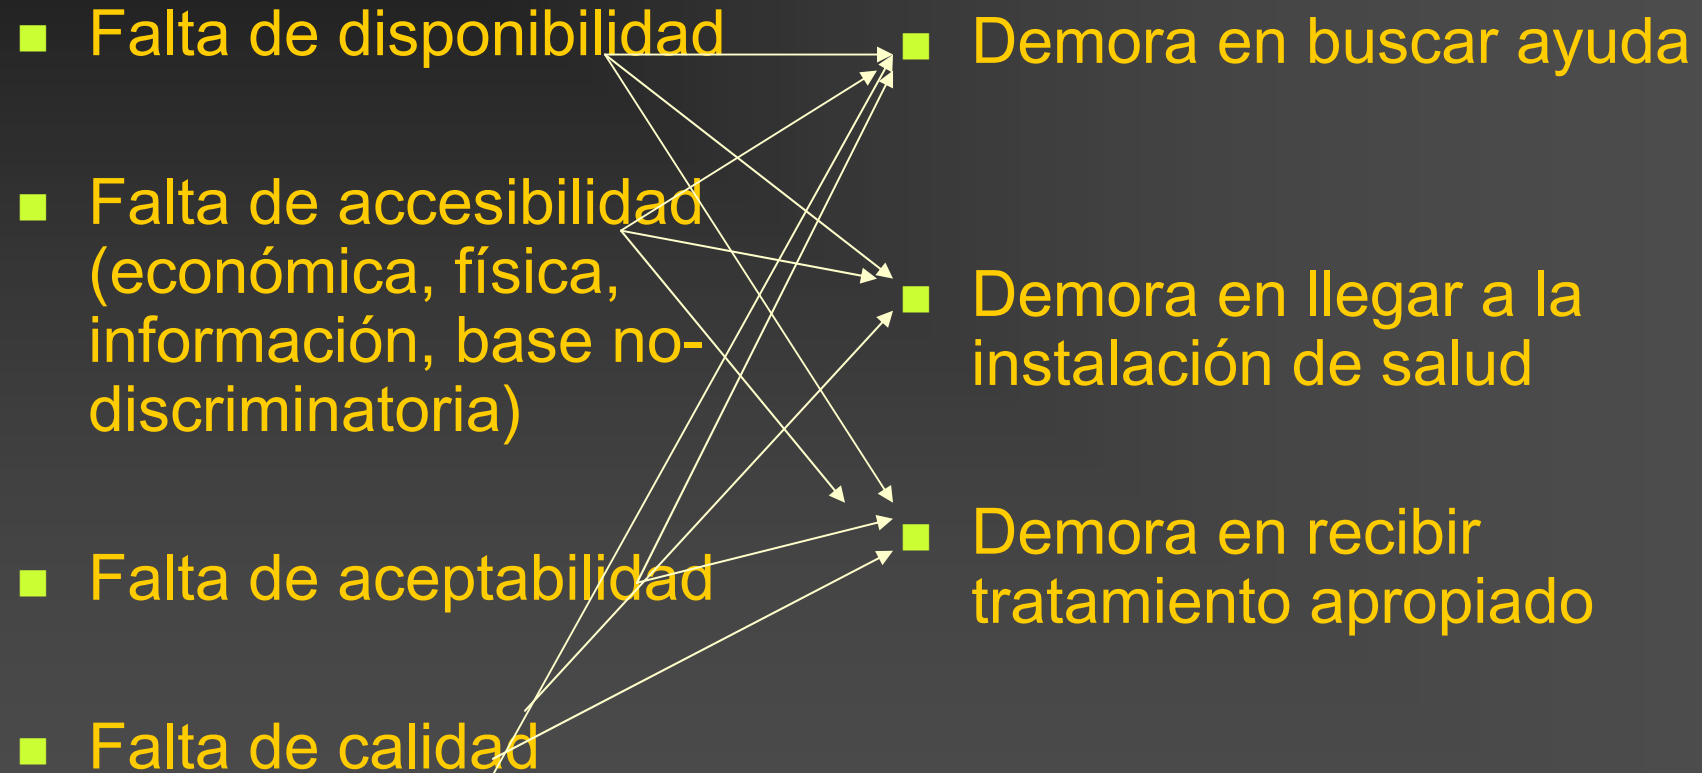 Falta de disponibilidad
Falta de accesibilidad
(económica, física,
información, base no-
discriminatoria)
Falta de aceptabilidad
Falta de calidad
Demora en buscar ayuda
Demora en llegar a la
instalación de salud
Demora en recibir
tratamiento apropiado